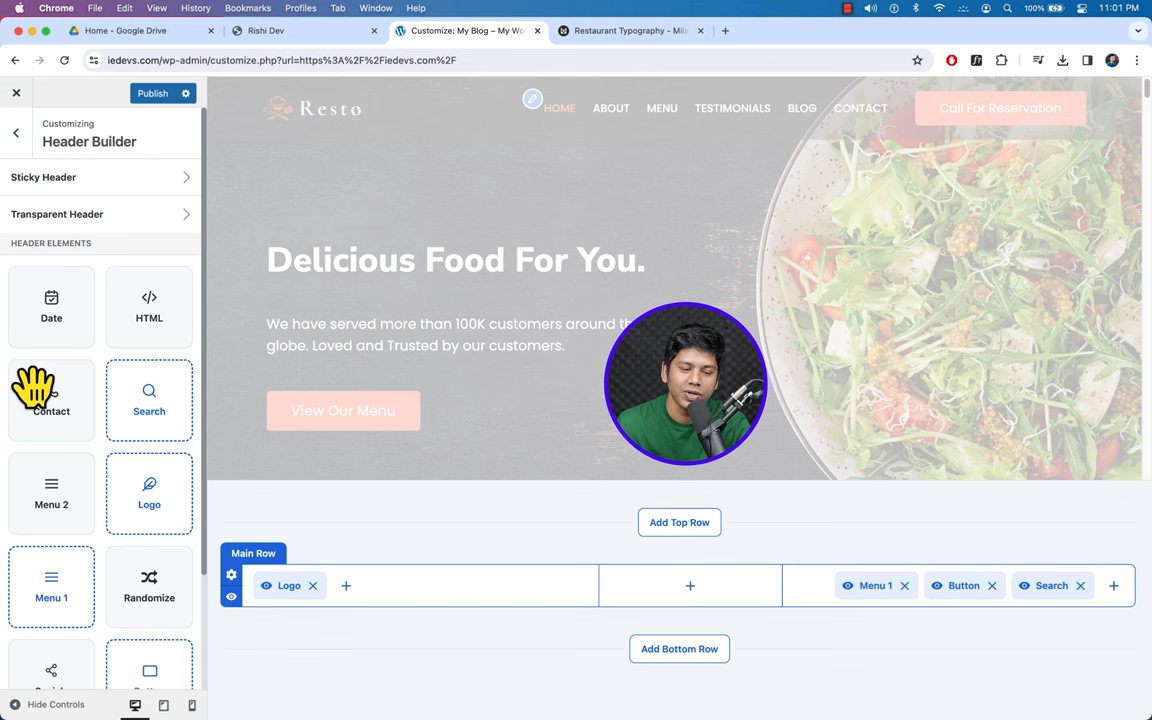 Chrome File Edit View History Bookmarks Profiles Tab Window Help 100% 11:01 PM
Home - Google Drive Rishi Dev Customize: My Blog – My Wo Restaurant Typography – Mila
iedevs.com/wp-admin/customize.php?url=https%3A%2F%2Fiedevs.com%2F
Publish
Customizing
Header Builder
Sticky Header
Transparent Header
HEADER ELEMENTS
Date
HTML
Contact
Search
Menu 2
Logo
Menu 1
Randomize
Hide Controls
Resto
HOME ABOUT MENU TESTIMONIALS BLOG CONTACT
Call For Reservation
Delicious Food For You.
We have served more than 100K customers around th
globe. Loved and Trusted by our customers.
View Our Menu
Add Top Row
Main Row
Logo
Menu 1 Button Search
Add Bottom Row